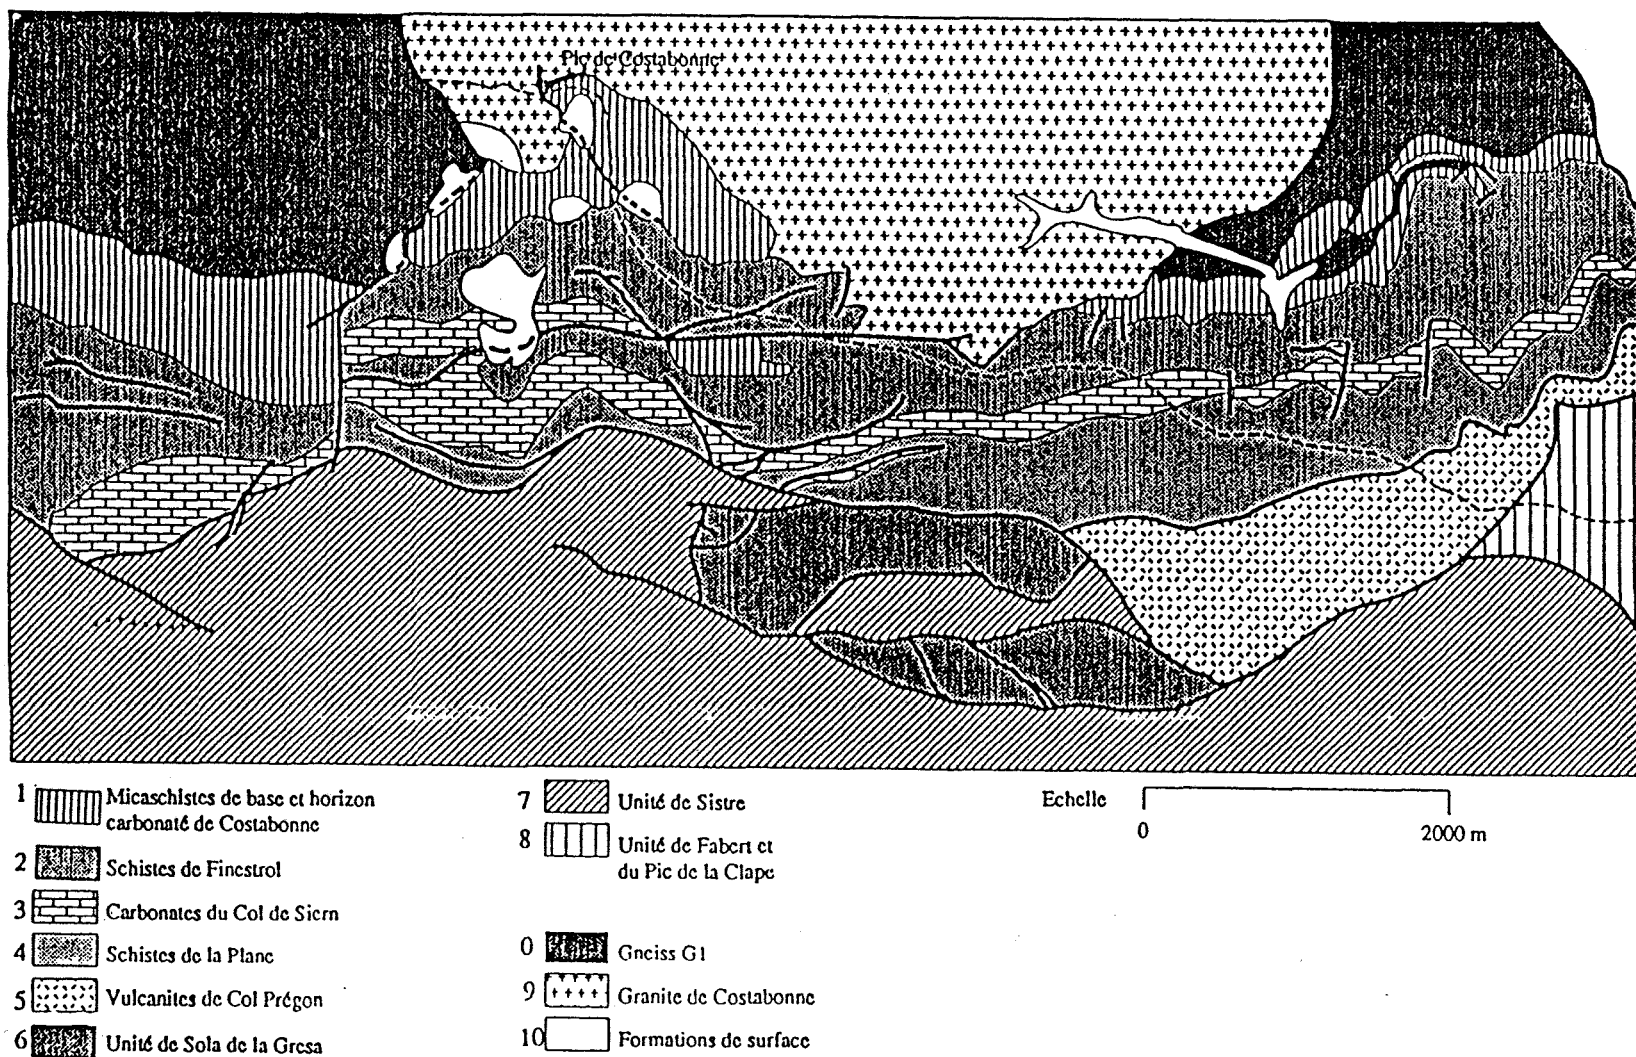 Pic de Costabonne
1 Micaschistes de base et horizon
carbonaté de Costabonne
2 Schistes de Finestrol
3 Carbonates du Col de Siern
4 Schistes de la Planc
5 Vulcanites de Col Prégon
6 Unité de Sola de la Gresa
7 Unité de Sistre
8 Unité de Fabert et
du Pic de la Clape
0 Gneiss G1
9 Granite de Costabonne
10 Formations de surface
Echelle
0 2000 m